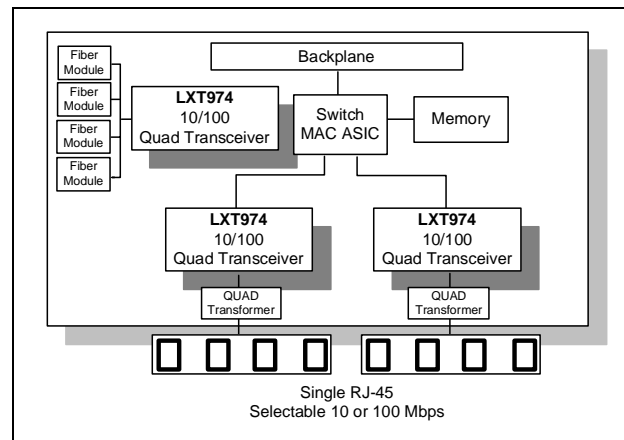 Fiber
Module
Fiber
Module
Fiber
Module
Fiber
Module
LXT974
10/100
Quad Transceiver
Backplane
Switch
MAC ASIC
Memory
LXT974
10/100
Quad Transceiver
LXT974
10/100
Quad Transceiver
QUAD
Transformer
QUAD
Transformer
Single RJ-45
Selectable 10 or 100 Mbps